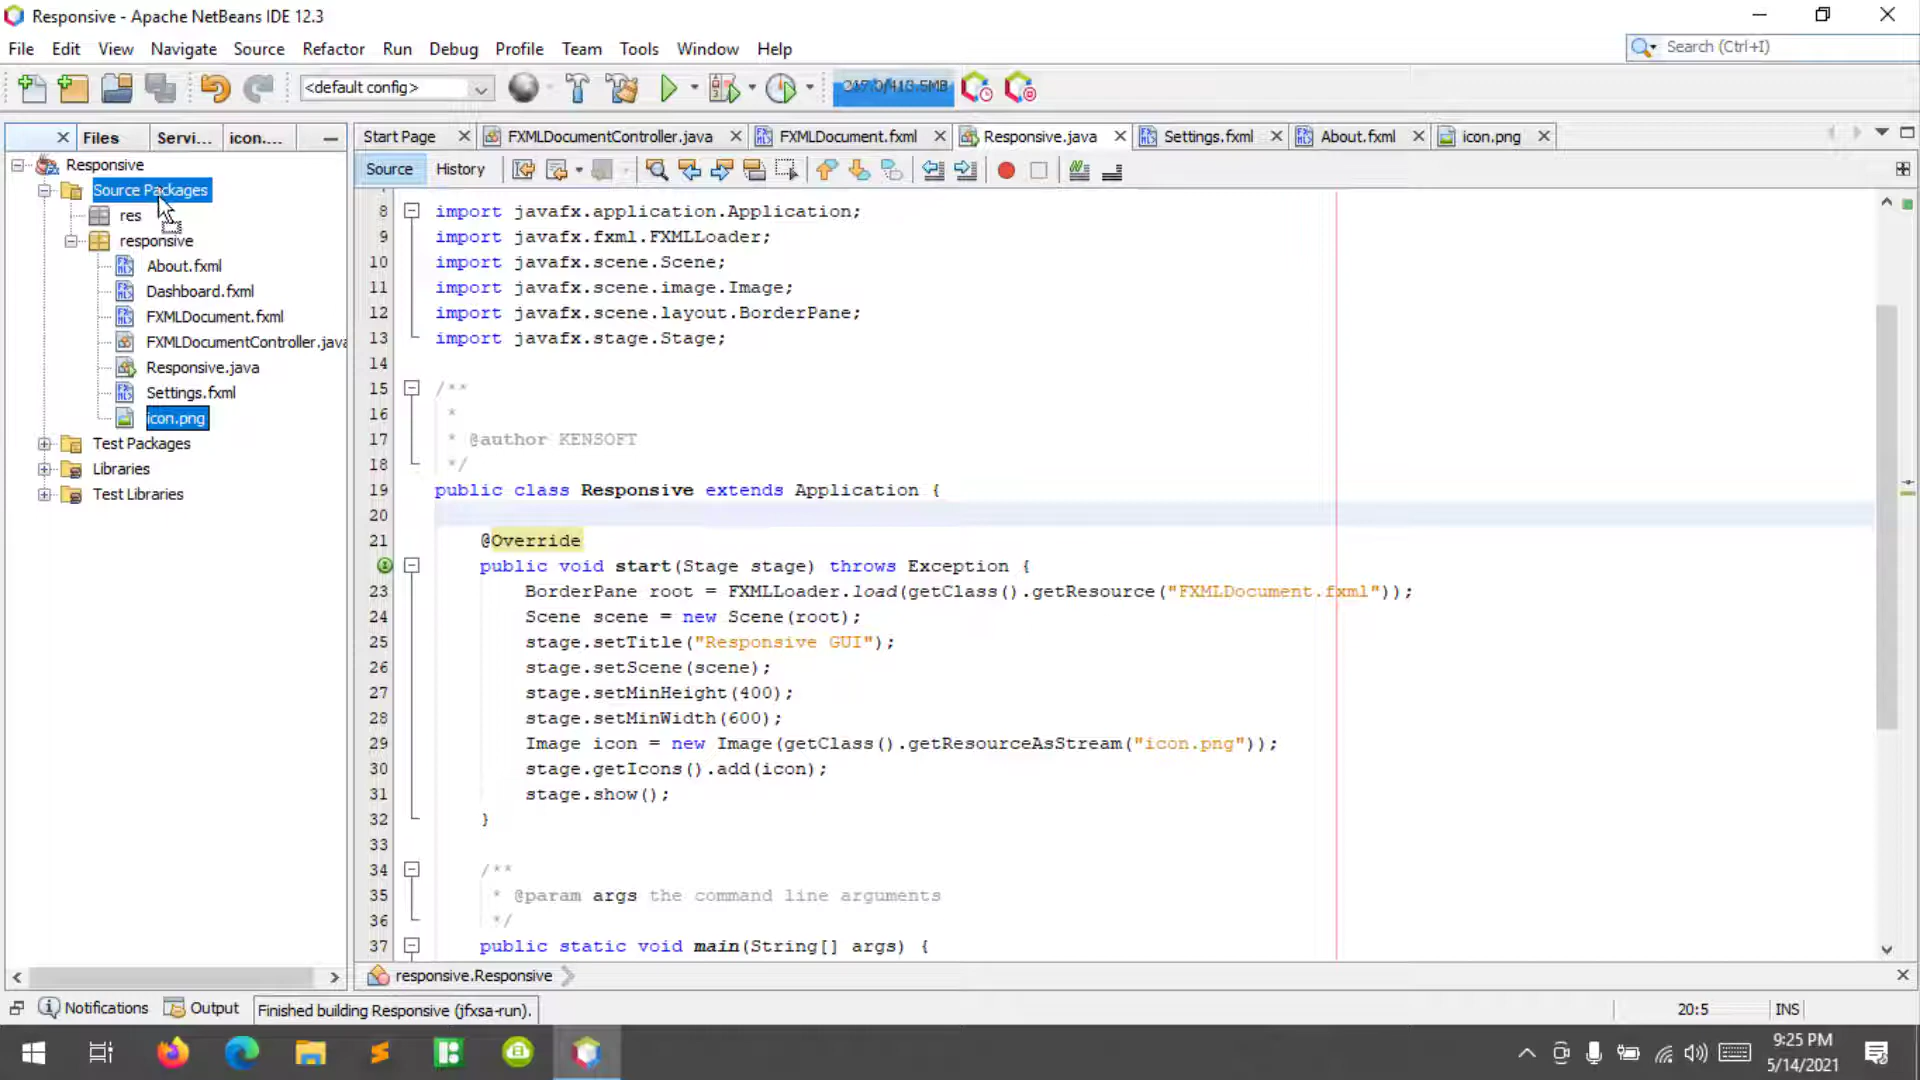 Responsive - Apache NetBeans IDE 12.3
File Edit View Navigate Source Refactor Run Debug Profile Team Tools Window Help
Search (Ctrl+I)
<default config>
Files Servi... icon....
Start Page FXMLDocumentController.java FXMLDocument.fxml Responsive.java Settings.fxml About.fxml icon.png
Source History
Responsive
Source Packages
res
responsive
About.fxml
Dashboard.fxml
FXMLDocument.fxml
FXMLDocumentController.java
Responsive.java
Settings.fxml
icon.png
Test Packages
Libraries
Test Libraries
8 import javafx.application.Application;
9 import javafx.fxml.FXMLLoader;
10 import javafx.scene.Scene;
11 import javafx.scene.image.Image;
12 import javafx.scene.layout.BorderPane;
13 import javafx.stage.Stage;
14
15 /**
16 *
17 * @author KENSOFT
18 */
19 public class Responsive extends Application {
20
21 @Override
public void start(Stage stage) throws Exception {
23 BorderPane root = FXMLLoader.load(getClass().getResource("FXMLDocument.fxml"));
24 Scene scene = new Scene(root);
25 stage.setTitle("Responsive GUI");
26 stage.setScene(scene);
27 stage.setMinHeight(400);
28 stage.setMinWidth(600);
29 Image icon = new Image(getClass().getResourceAsStream("icon.png"));
30 stage.getIcons().add(icon);
31 stage.show();
32 }
33
34 /**
35 * @param args the command line arguments
36 */
37 public static void main(String[] args) {
responsive.Responsive
Notifications Output Finished building Responsive (jfxsa-run).
20:5 INS
9:25 PM
5/14/2021